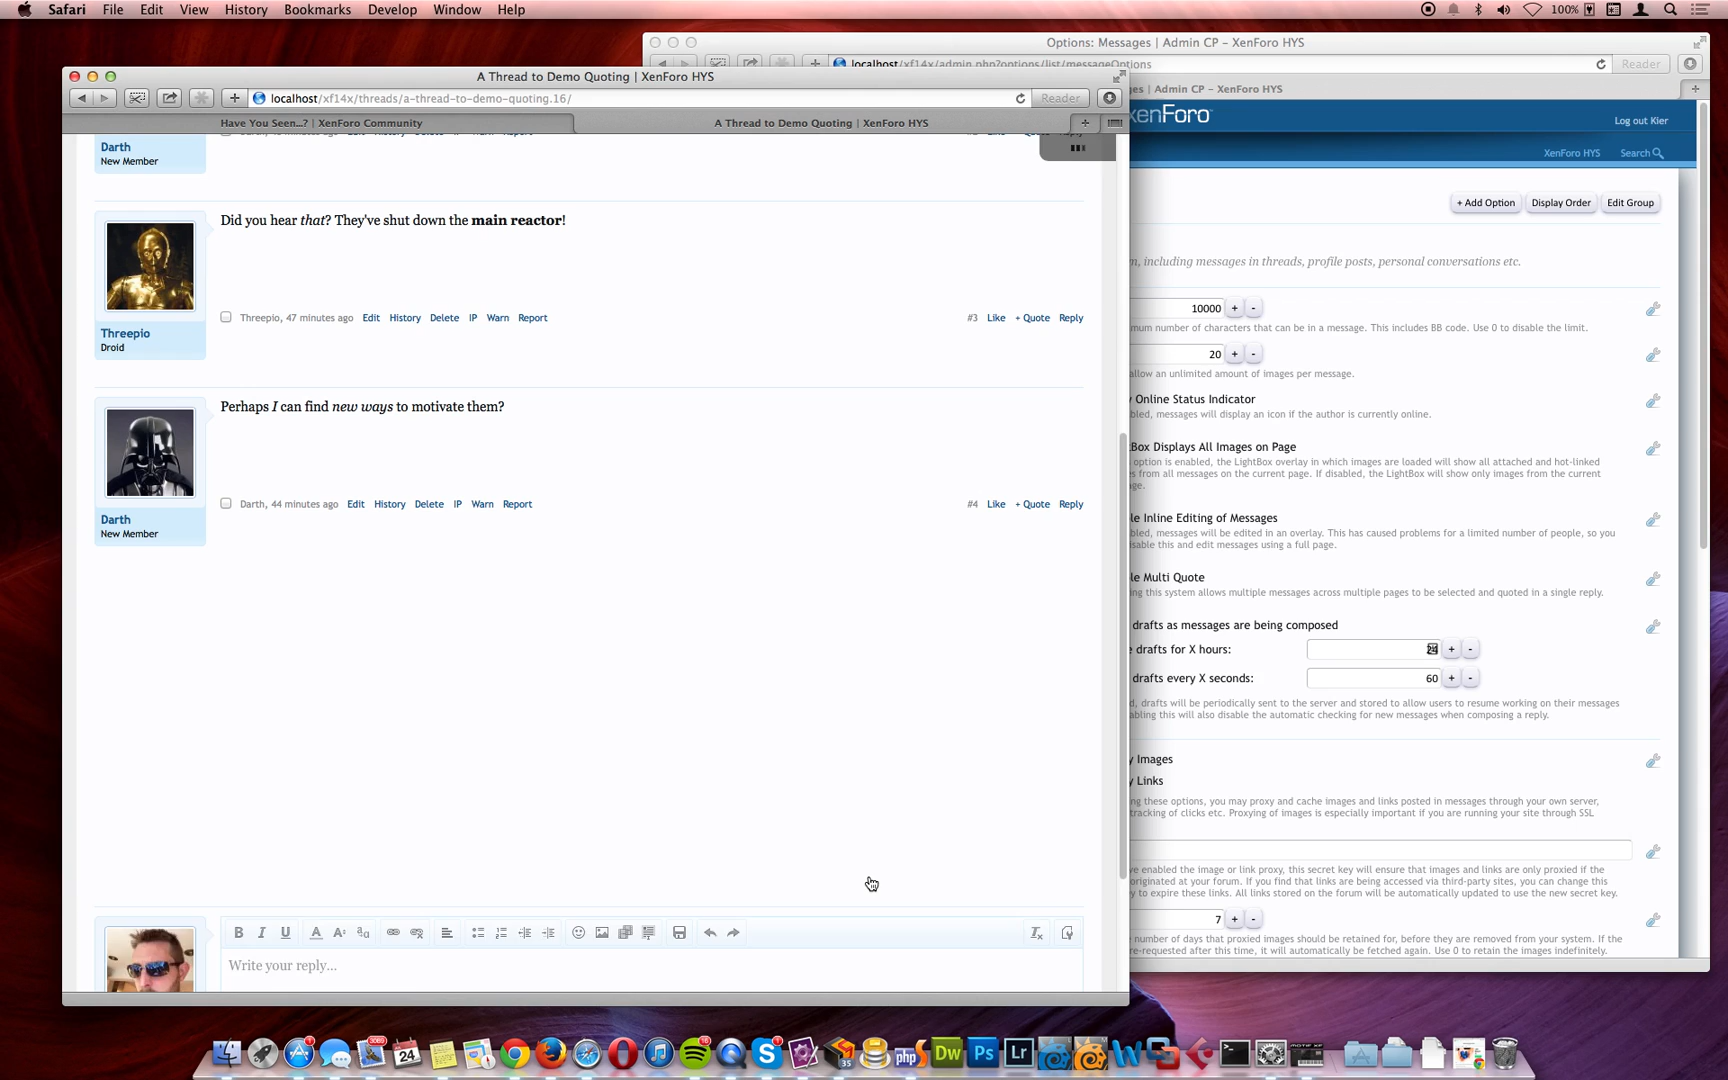 Safari File Edit View History Bookmarks Develop Window Help
100%
Options: Messages | Admin CP – XenForo HYS
localhost/xf14x/admin.php?options/list/messageOptions
Reader
ges | Admin CP – XenForo HYS
A Thread to Demo Quoting | XenForo HYS
localhost/xf14x/threads/a-thread-to-demo-quoting.16/
Reader
Have You Seen...? | XenForo Community
A Thread to Demo Quoting | XenForo HYS
Darth
New Member
Did you hear that? They've shut down the main reactor!
Threepio
Droid
Threepio, 47 minutes ago Edit History Delete IP Warn Report
#3 Like + Quote Reply
Perhaps I can find new ways to motivate them?
Darth
New Member
Darth, 44 minutes ago Edit History Delete IP Warn Report
#4 Like + Quote Reply
B I U
Write your reply...
xenForo
Log out Kier
XenForo HYS Search
+ Add Option Display Order Edit Group
n, including messages in threads, profile posts, personal conversations etc.
10000 + -
mum number of characters that can be in a message. This includes BB code. Use 0 to disable the limit.
20 + -
allow an unlimited amount of images per message.
y Online Status Indicator
bled, messages will display an icon if the author is currently online.
Box Displays All Images on Page
option is enabled, the LightBox overlay in which images are loaded will show all attached and hot-linked
es from all messages on the current page. If disabled, the LightBox will show only images from the current
ge.
le Inline Editing of Messages
bled, messages will be edited in an overlay. This has caused problems for a limited number of people, so you
isable this and edit messages using a full page.
le Multi Quote
ng this system allows multiple messages across multiple pages to be selected and quoted in a single reply.
drafts as messages are being composed
e drafts for X hours: 24 + -
drafts every X seconds: 60 + -
d, drafts will be periodically sent to the server and stored to allow users to resume working on their messages
abling this will also disable the automatic checking for new messages when composing a reply.
y Images
y Links
ng these options, you may proxy and cache images and links posted in messages through your own server,
tracking of clicks etc. Proxying of images is especially important if you are running your site through SSL
ve enabled the image or link proxy, this secret key will ensure that images and links are only proxied if the
originated at your forum. If you find that links are being accessed via third-party sites, you can change this
y to expire these links. All links stored on the forum will be automatically updated to use the new secret key.
7 + -
number of days that proxied images should be retained for, before they are removed from your system. If the
re-requested after this time, it will automatically be fetched again. Use 0 to retain the images indefinitely.
3069
24
35
php
Dw
Ps
Lr